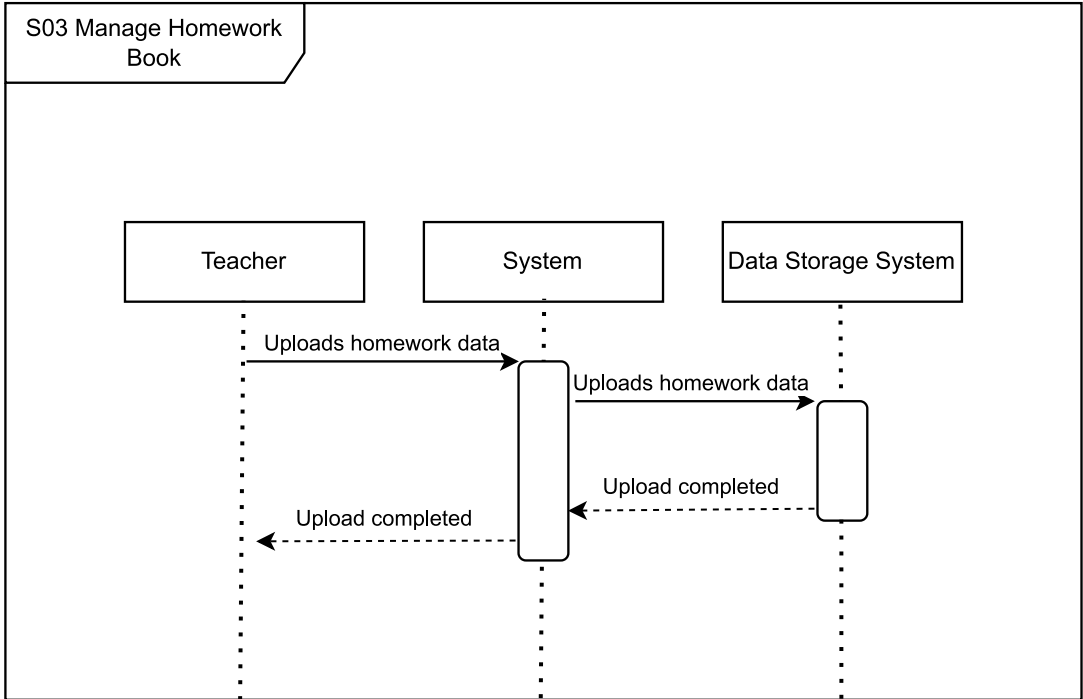 S03 Manage Homework
Book
Teacher
System
Data Storage System
Uploads homework data
Uploads homework data
Upload completed
Upload completed